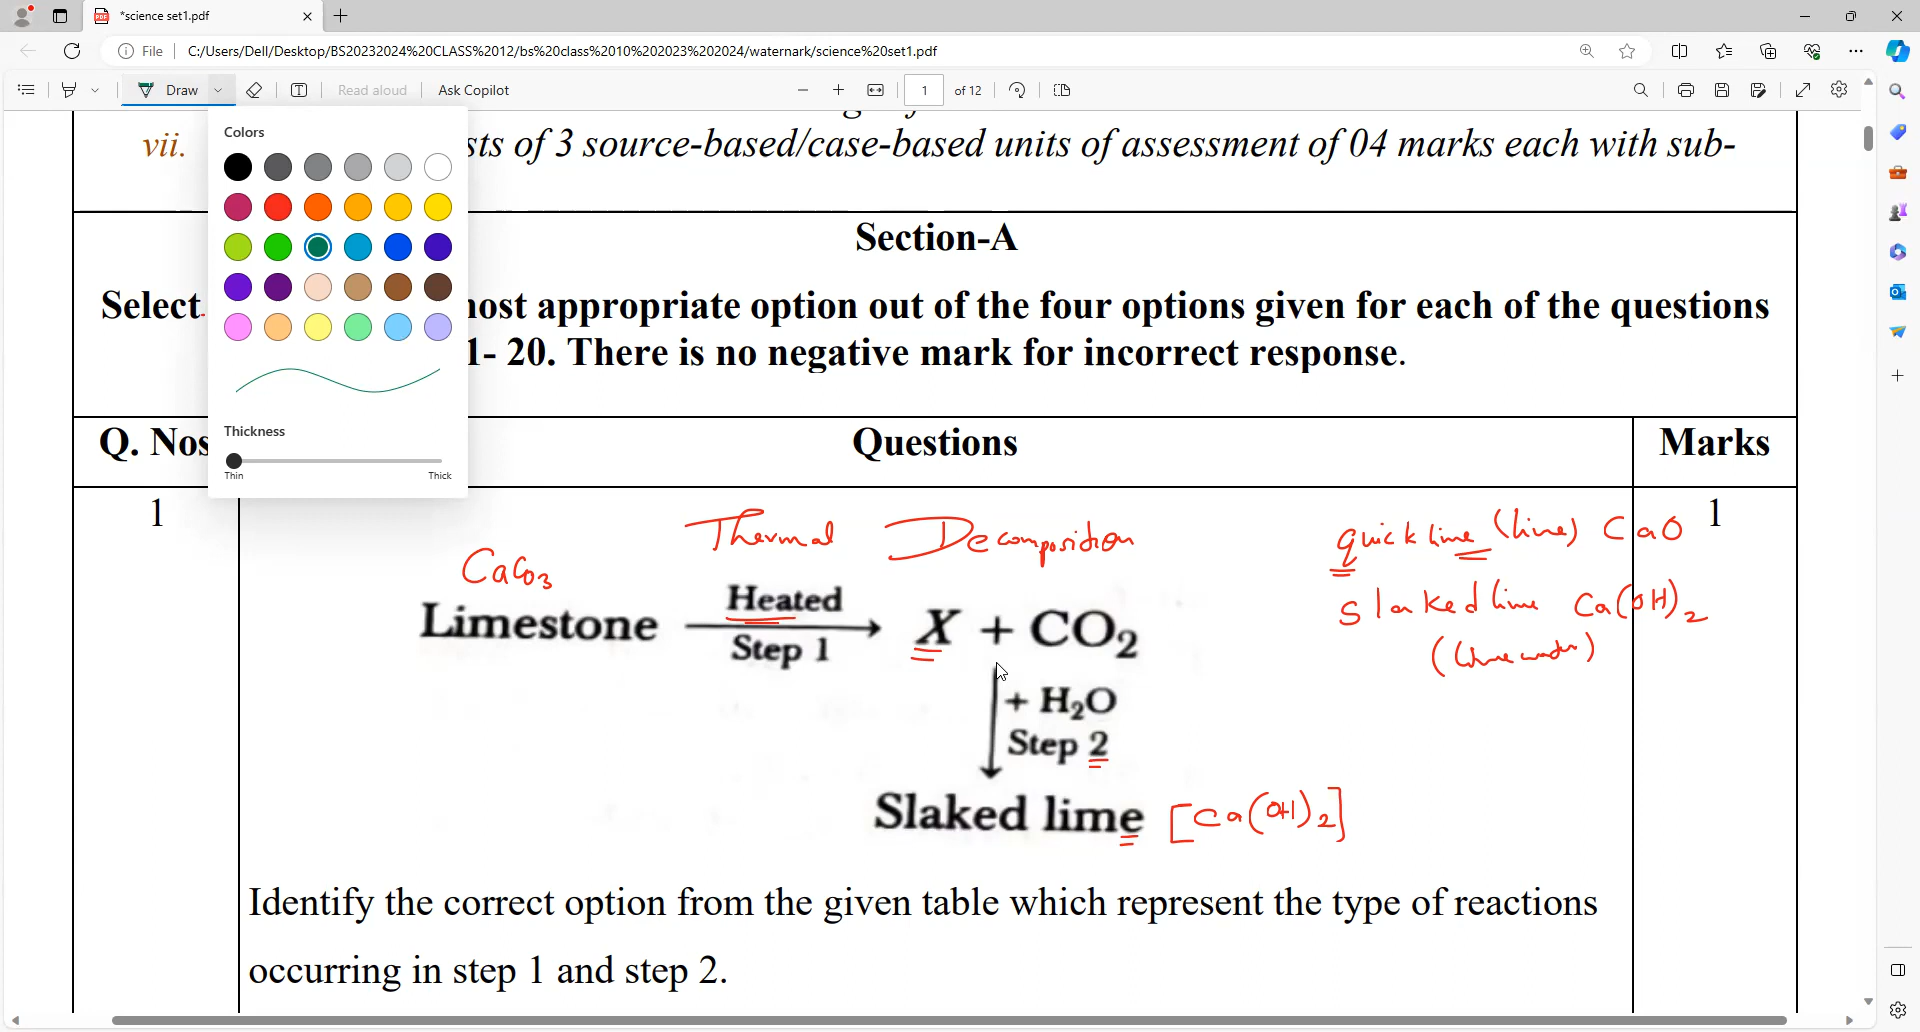 *science set1.pdf
File
C:/Users/Dell/Desktop/BS20232024%20CLASS%2012/bs%20class%2010%202023%202024/waternark/science%20set1.pdf
Draw
Read aloud
Ask Copilot
1 of 12
vii. sts of 3 source-based/case-based units of assessment of 04 marks each with sub-
Colors
Section-A
Select ost appropriate option out of the four options given for each of the questions
1- 20. There is no negative mark for incorrect response.
Thickness
Thin Thick
Q. Nos Questions Marks
1 1
Thermal Decomposition
quick lime (lime) CaO
CaCo3
Limestone Heated Step 1 X + CO2
Slaked lime Ca(OH)2
(lime water)
+ H2O
Step 2
Slaked lime [Ca(OH)2]
Identify the correct option from the given table which represent the type of reactions
occurring in step 1 and step 2.